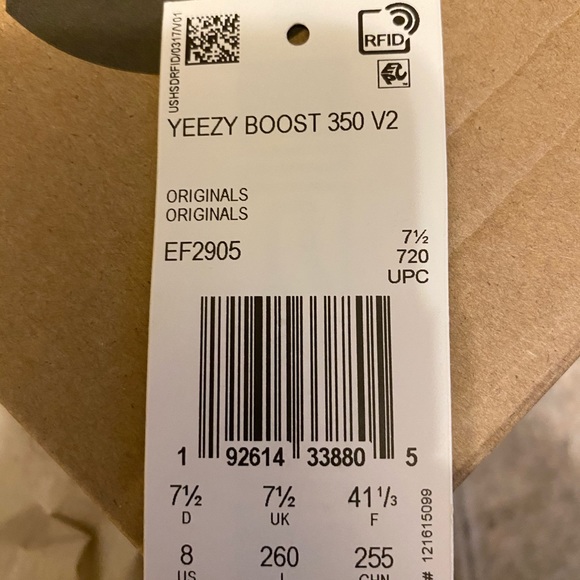 USHSDRFID/0317/V01
RFID
YEEZY BOOST 350 V2
ORIGINALS
ORIGINALS
EF2905
7½
720
UPC
1 92614 33880 5
7½ 7½ 41 1/3
D UK F
8 260 255
US J CHN
# 121615099